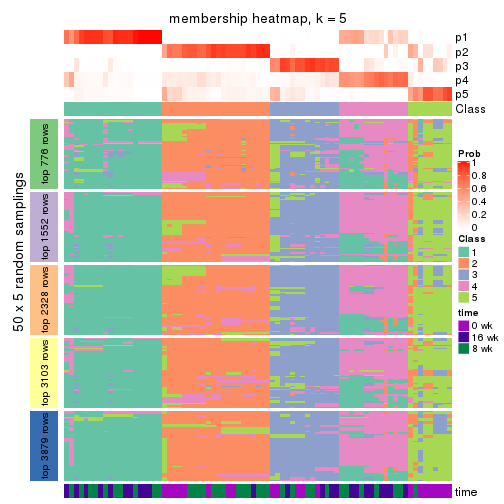 membership heatmap, k = 5
p1
p2
p3
p4
p5
Class
50 x 5 random samplings
top 776 rows
top 1552 rows
top 2328 rows
top 3103 rows
top 3879 rows
time
Prob
1
0.8
0.6
0.4
0.2
0
Class
1
2
3
4
5
time
0 wk
16 wk
8 wk